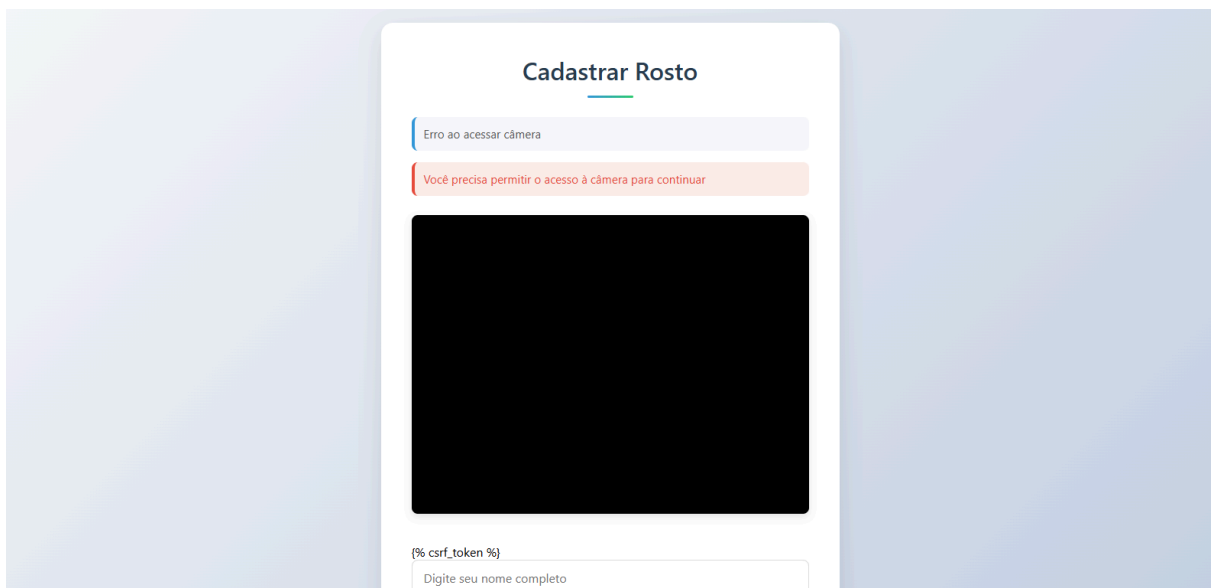 Cadastrar Rosto
Erro ao acessar câmera
Você precisa permitir o acesso à câmera para continuar
{% csrf_token %}
Digite seu nome completo